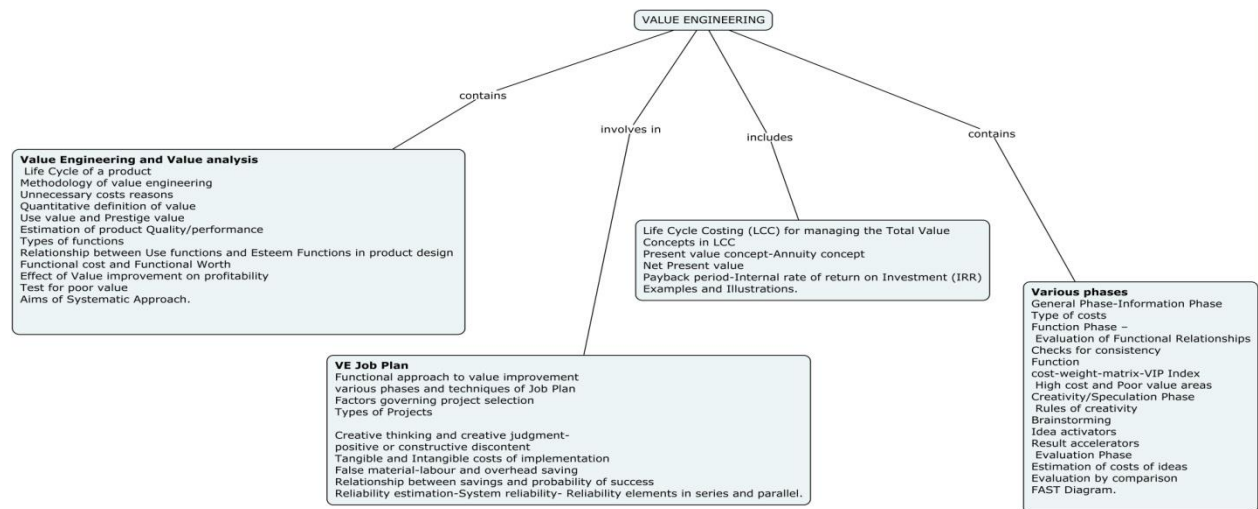 VALUE ENGINEERING
contains
involves in
includes
contains
Value Engineering and Value analysis
Life Cycle of a product
Methodology of value engineering
Unnecessary costs reasons
Quantitative definition of value
Use value and Prestige value
Estimation of product Quality/performance
Types of functions
Relationship between Use functions and Esteem Functions in product design
Functional cost and Functional Worth
Effect of Value improvement on profitability
Test for poor value
Aims of Systematic Approach.
VE Job Plan
Functional approach to value improvement
various phases and techniques of Job Plan
Factors governing project selection
Types of Projects
Creative thinking and creative judgment-
positive or constructive discontent
Tangible and Intangible costs of implementation
False material-labour and overhead saving
Relationship between savings and probability of success
Reliability estimation-System reliability- Reliability elements in series and parallel.
Life Cycle Costing (LCC) for managing the Total Value
Concepts in LCC
Present value concept-Annuity concept
Net Present value
Payback period-Internal rate of return on Investment (IRR)
Examples and Illustrations.
Various phases
General Phase-Information Phase
Type of costs
Function Phase –
Evaluation of Functional Relationships
Checks for consistency
Function
cost-weight-matrix-VIP Index
High cost and Poor value areas
Creativity/Speculation Phase
Rules of creativity
Brainstorming
Idea activators
Result accelerators
Evaluation Phase
Estimation of costs of ideas
Evaluation by comparison
FAST Diagram.